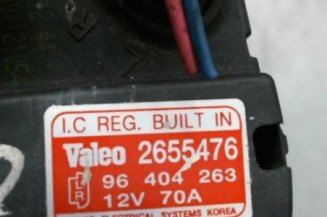 I.C REG. BUILT IN
Valeo 2655476
96 404 263
12V 70A
ELECTRICAL SYSTEMS KOREA